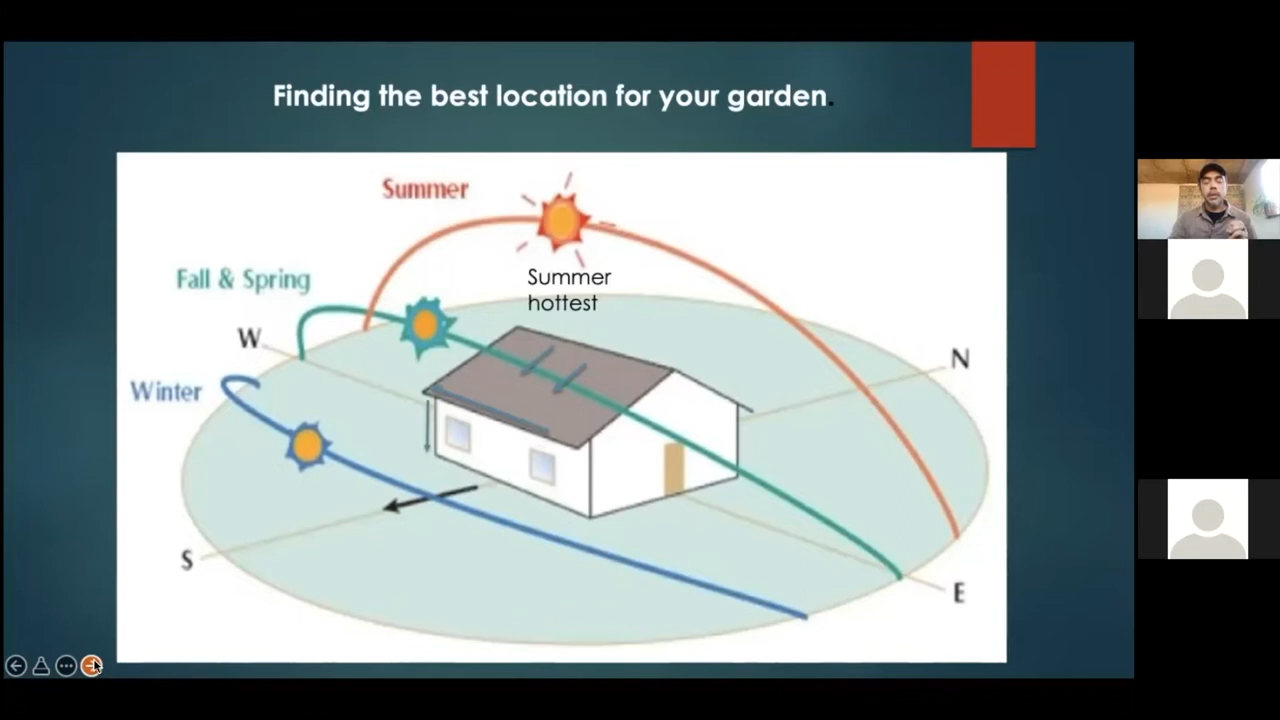 Finding the best location for your garden.
Summer
Summer
hottest
Fall & Spring
W
N
Winter
S
E